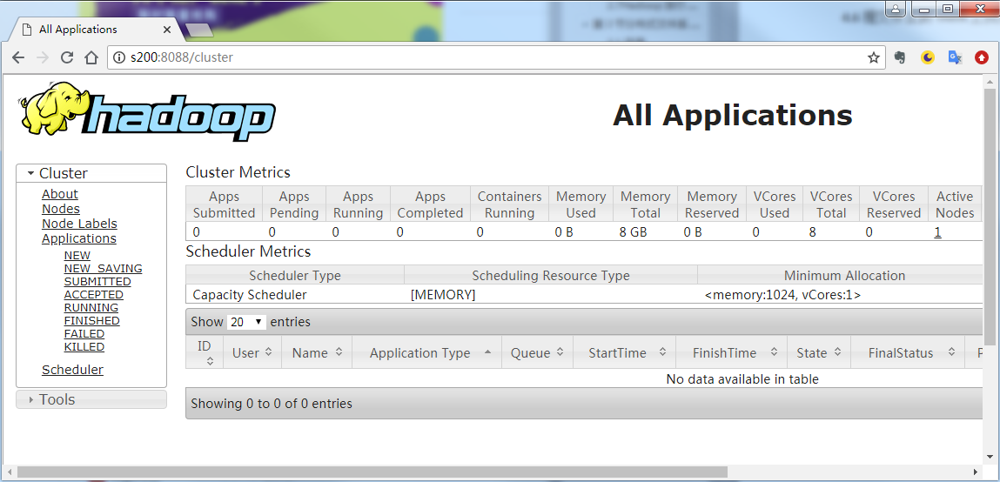 All Applications
s200:8088/cluster
hadoop
All Applications
Cluster
About
Nodes
Node Labels
Applications
NEW
NEW_SAVING
SUBMITTED
ACCEPTED
RUNNING
FINISHED
FAILED
KILLED
Scheduler
Tools
Cluster Metrics
Apps Submitted Apps Pending Apps Running Apps Completed Containers Running Memory Used Memory Total Memory Reserved VCores Used VCores Total VCores Reserved Active Nodes
0 0 0 0 0 0 B 8 GB 0 B 0 8 0 1
Scheduler Metrics
Scheduler Type Scheduling Resource Type Minimum Allocation
Capacity Scheduler [MEMORY] <memory:1024, vCores:1>
Show 20 entries
ID User Name Application Type Queue StartTime FinishTime State FinalStatus
No data available in table
Showing 0 to 0 of 0 entries